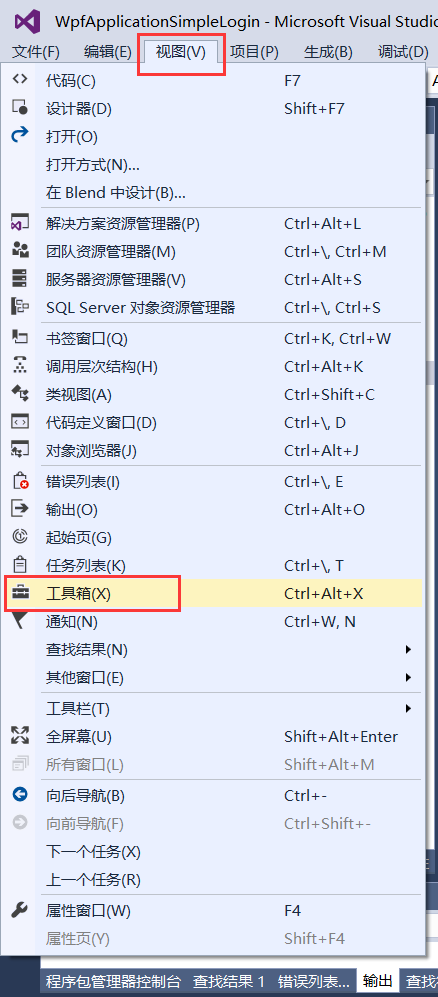 WpfApplicationSimpleLogin - Microsoft Visual Studio
文件(F) 编辑(E) 视图(V) 项目(P) 生成(B) 调试(D)
代码(C) F7
设计器(D) Shift+F7
打开(O)
打开方式(N)...
在 Blend 中设计(B)...
解决方案资源管理器(P) Ctrl+Alt+L
团队资源管理器(M) Ctrl+\, Ctrl+M
服务器资源管理器(V) Ctrl+Alt+S
SQL Server 对象资源管理器 Ctrl+\, Ctrl+S
书签窗口(Q) Ctrl+K, Ctrl+W
调用层次结构(H) Ctrl+Alt+K
类视图(A) Ctrl+Shift+C
代码定义窗口(D) Ctrl+\, D
对象浏览器(J) Ctrl+Alt+J
错误列表(I) Ctrl+\, E
输出(O) Ctrl+Alt+O
起始页(G)
任务列表(K) Ctrl+\, T
工具箱(X) Ctrl+Alt+X
通知(N) Ctrl+W, N
查找结果(N)
其他窗口(E)
工具栏(T)
全屏幕(U) Shift+Alt+Enter
所有窗口(L) Shift+Alt+M
向后导航(B) Ctrl+-
向前导航(F) Ctrl+Shift+-
下一个任务(X)
上一个任务(R)
属性窗口(W) F4
属性页(Y) Shift+F4
程序包管理器控制台 查找结果 1 错误列表... 输出 查找